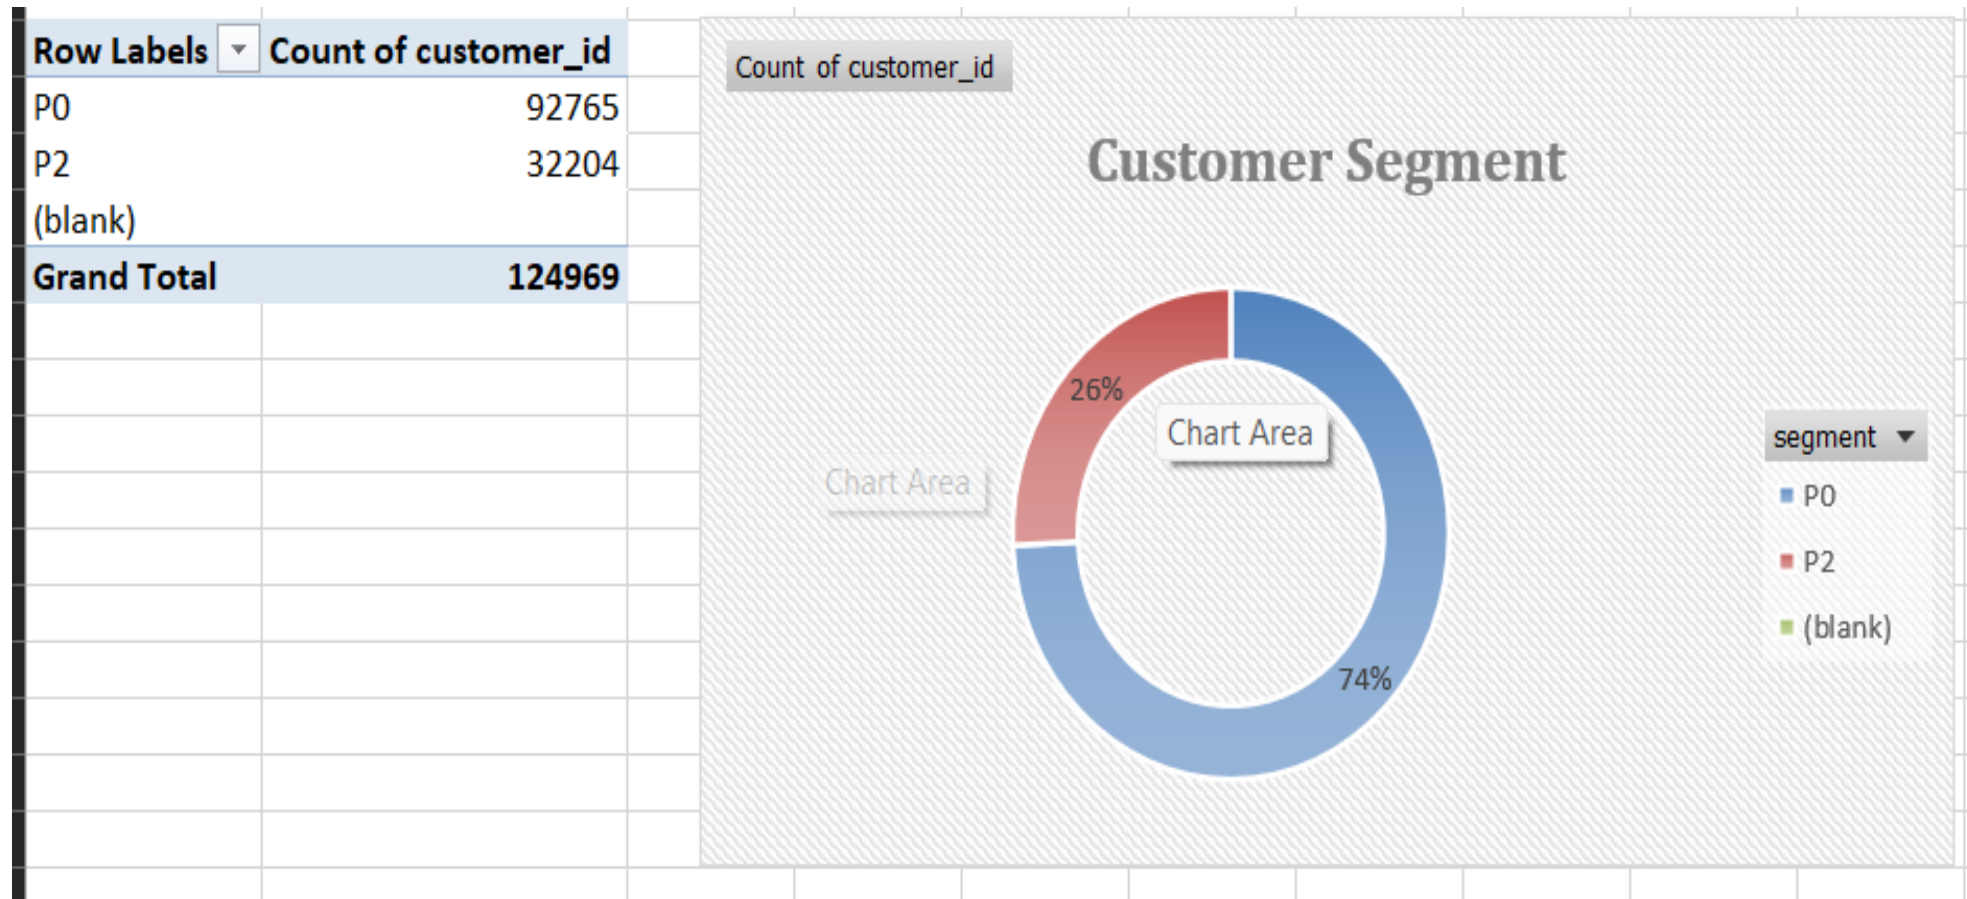 Row Labels Count of customer_id
P0 92765
P2 32204
(blank)
Grand Total 124969
Count of customer_id
Customer Segment
26%
Chart Area
Chart Area
74%
segment
P0
P2
(blank)